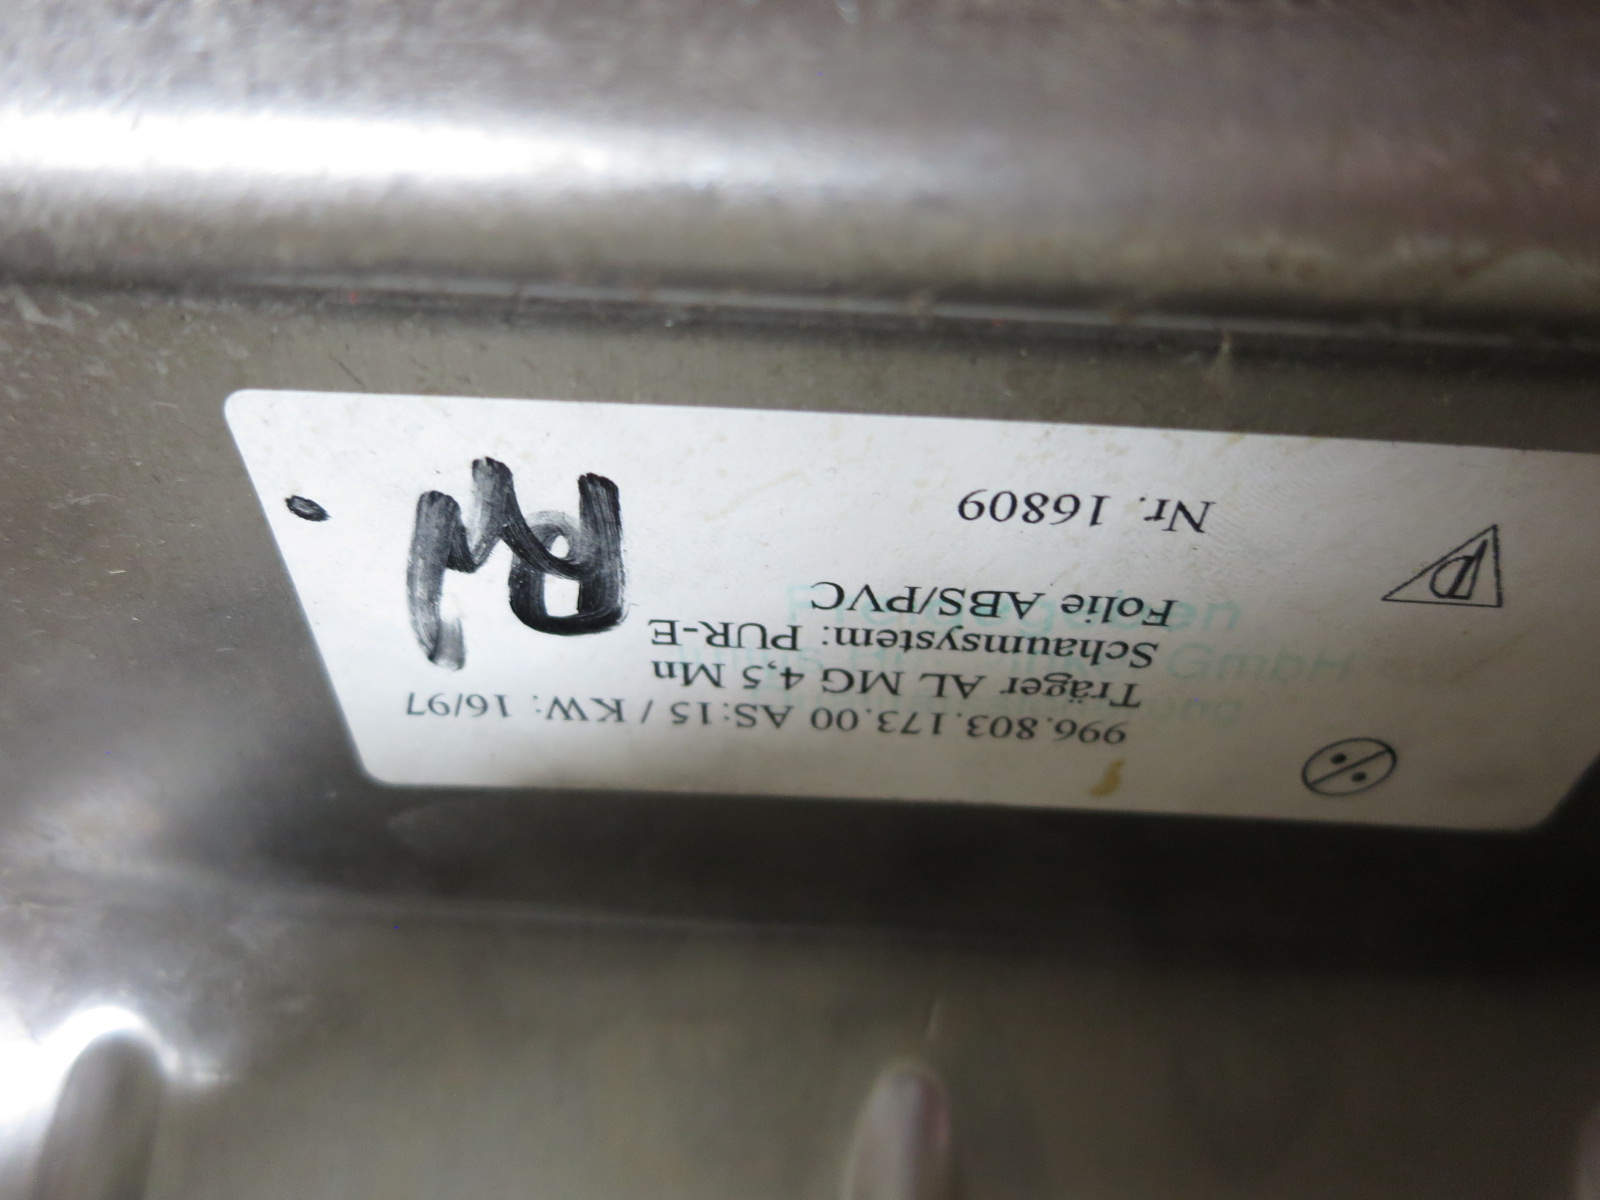 996.803.173.00 AS:15 / KW: 16/97
Träger AL MG 4,5 Mn
Schaumsystem: PUR-E
Folie ABS/PVC
Nr. 16809
GmbH